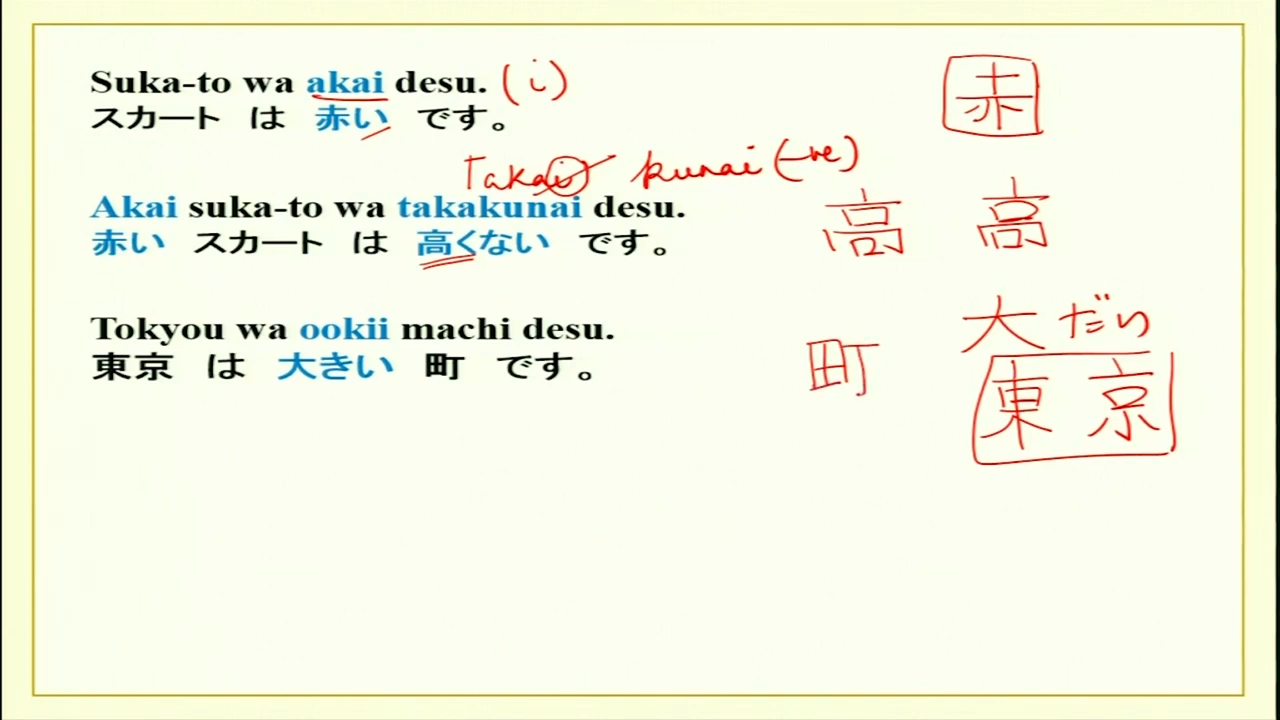 Suka-to wa akai desu. (i)
スカート は 赤い です。
赤
Takai kunai (-ve)
Akai suka-to wa takakunai desu.
赤い スカート は 高くない です。
高 高
Tokyou wa ookii machi desu.
東京 は 大きい 町 です。
町
大 だい
東京